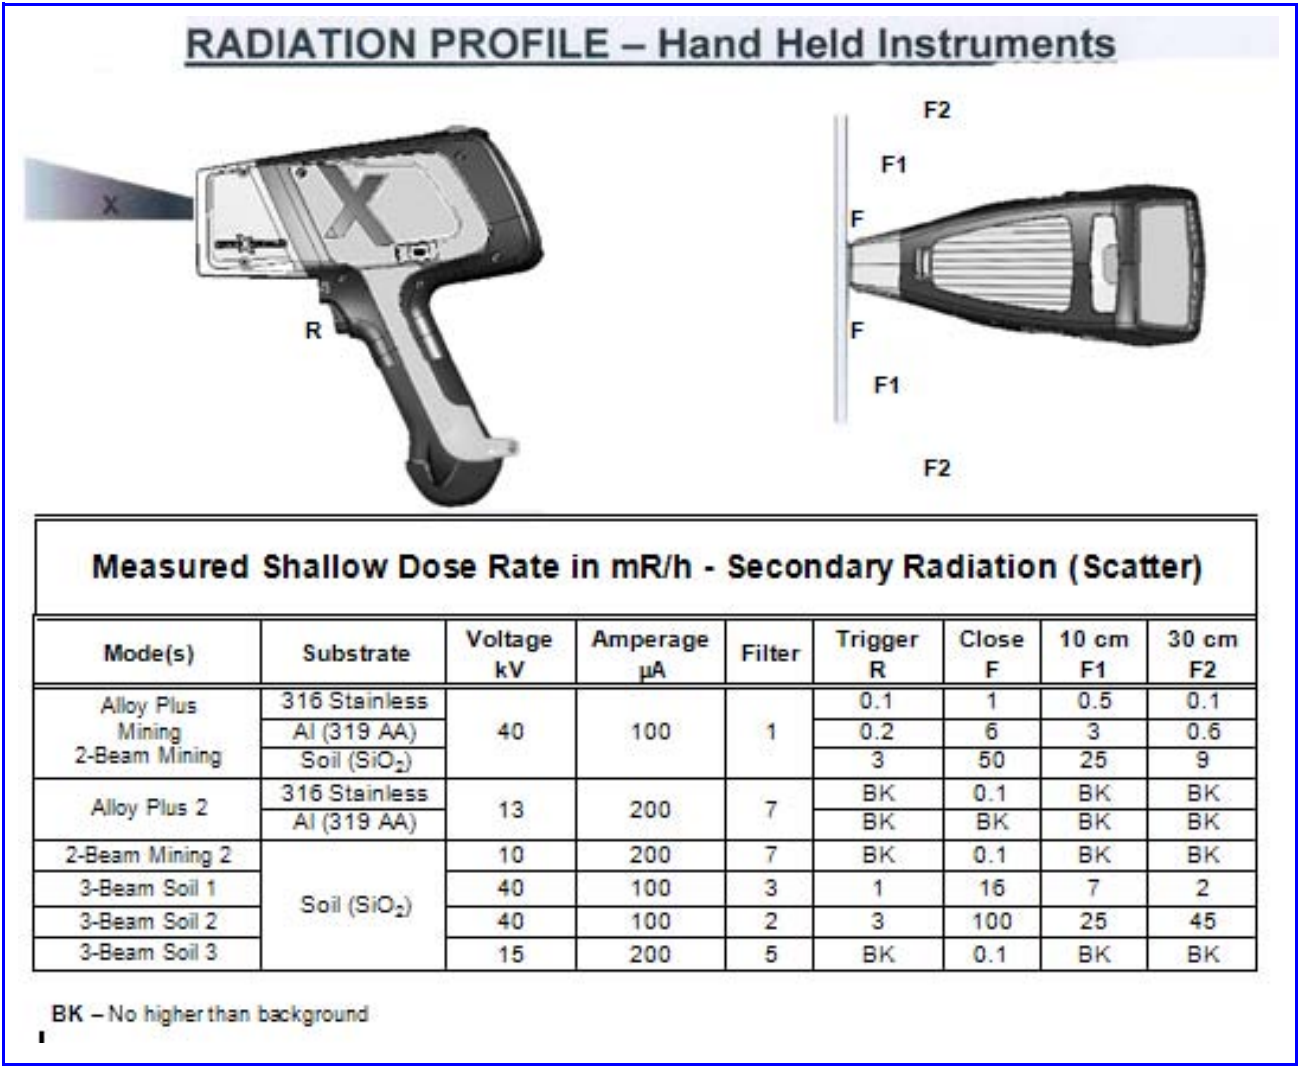 RADIATION PROFILE – Hand Held Instruments
F2
F1
F
X
X
R
F
F1
F2
Measured Shallow Dose Rate in mR/h - Secondary Radiation (Scatter)
Mode(s) Substrate Voltage kV Amperage µA Filter Trigger R Close F 10 cm F1 30 cm F2
Alloy Plus Mining 2-Beam Mining 316 Stainless 40 100 1 0.1 1 0.5 0.1
Al (319 AA) 0.2 6 3 0.6
Soil (SiO₂) 3 50 25 9
Alloy Plus 2 316 Stainless 13 200 7 BK 0.1 BK BK
Al (319 AA) BK BK BK BK
2-Beam Mining 2 Soil (SiO₂) 10 200 7 BK 0.1 BK BK
3-Beam Soil 1 40 100 3 1 16 7 2
3-Beam Soil 2 40 100 2 3 100 25 45
3-Beam Soil 3 15 200 5 BK 0.1 BK BK
BK – No higher than background